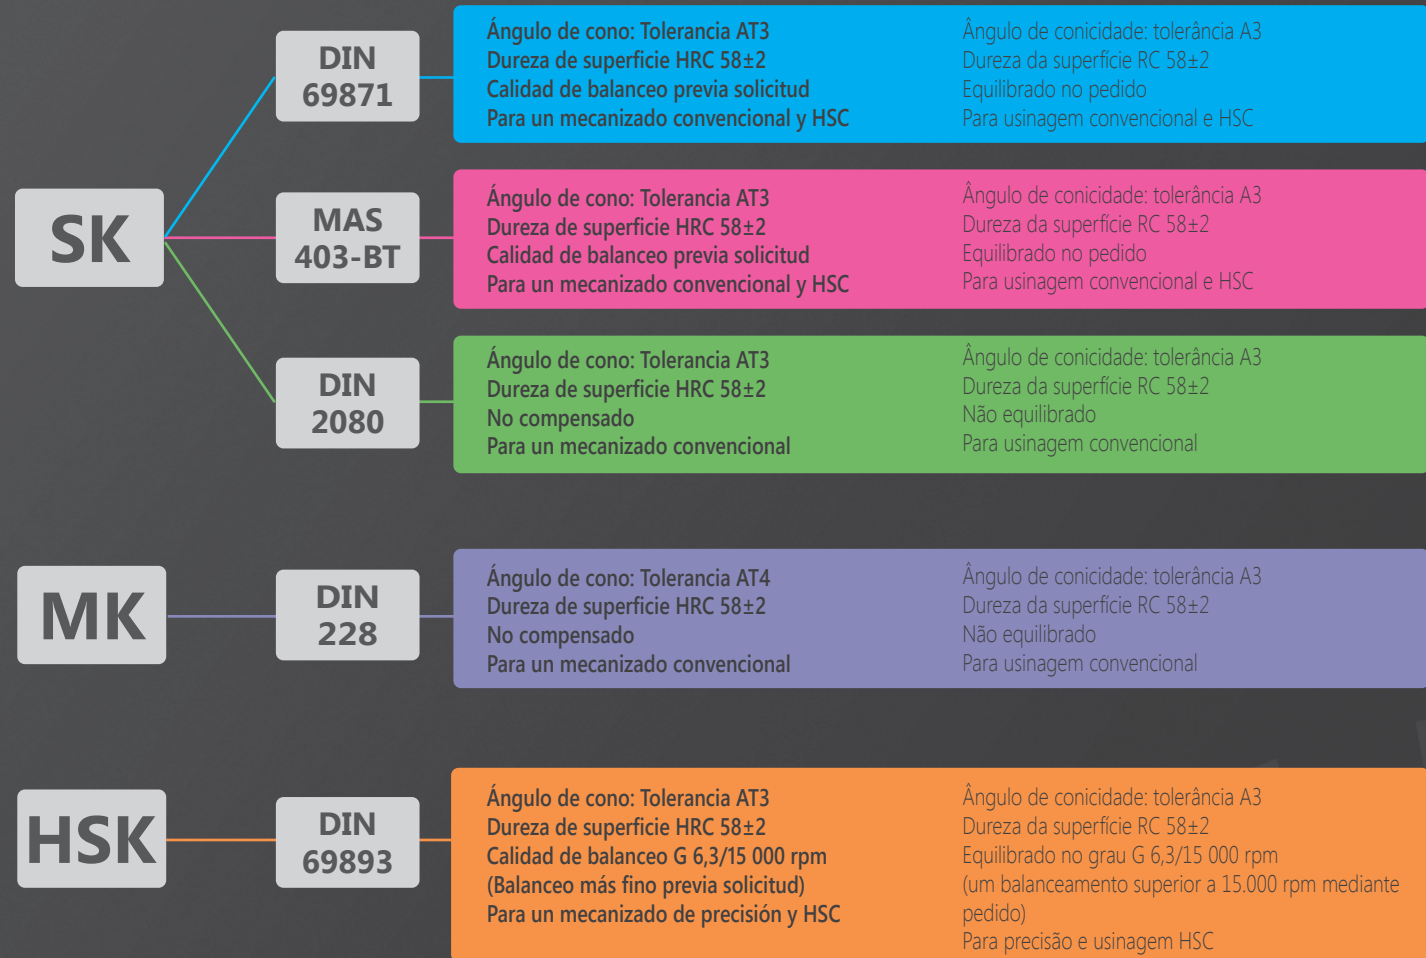 SK
DIN
69871
Ángulo de cono: Tolerancia AT3
Dureza de superficie HRC 58±2
Calidad de balanceo previa solicitud
Para un mecanizado convencional y HSC
Ângulo de conicidade: tolerância A3
Dureza da superfície RC 58±2
Equilibrado no pedido
Para usinagem convencional e HSC
MAS
403-BT
Ángulo de cono: Tolerancia AT3
Dureza de superficie HRC 58±2
Calidad de balanceo previa solicitud
Para un mecanizado convencional y HSC
Ângulo de conicidade: tolerância A3
Dureza da superfície RC 58±2
Equilibrado no pedido
Para usinagem convencional e HSC
DIN
2080
Ángulo de cono: Tolerancia AT3
Dureza de superficie HRC 58±2
No compensado
Para un mecanizado convencional
Ângulo de conicidade: tolerância A3
Dureza da superfície RC 58±2
Não equilibrado
Para usinagem convencional
MK
DIN
228
Ángulo de cono: Tolerancia AT4
Dureza de superficie HRC 58±2
No compensado
Para un mecanizado convencional
Ângulo de conicidade: tolerância A3
Dureza da superfície RC 58±2
Não equilibrado
Para usinagem convencional
HSK
DIN
69893
Ángulo de cono: Tolerancia AT3
Dureza de superficie HRC 58±2
Calidad de balanceo G 6,3/15 000 rpm
(Balanceo más fino previa solicitud)
Para un mecanizado de precisión y HSC
Ângulo de conicidade: tolerância A3
Dureza da superfície RC 58±2
Equilibrado no grau G 6,3/15 000 rpm
(um balanceamento superior a 15.000 rpm mediante
pedido)
Para precisão e usinagem HSC